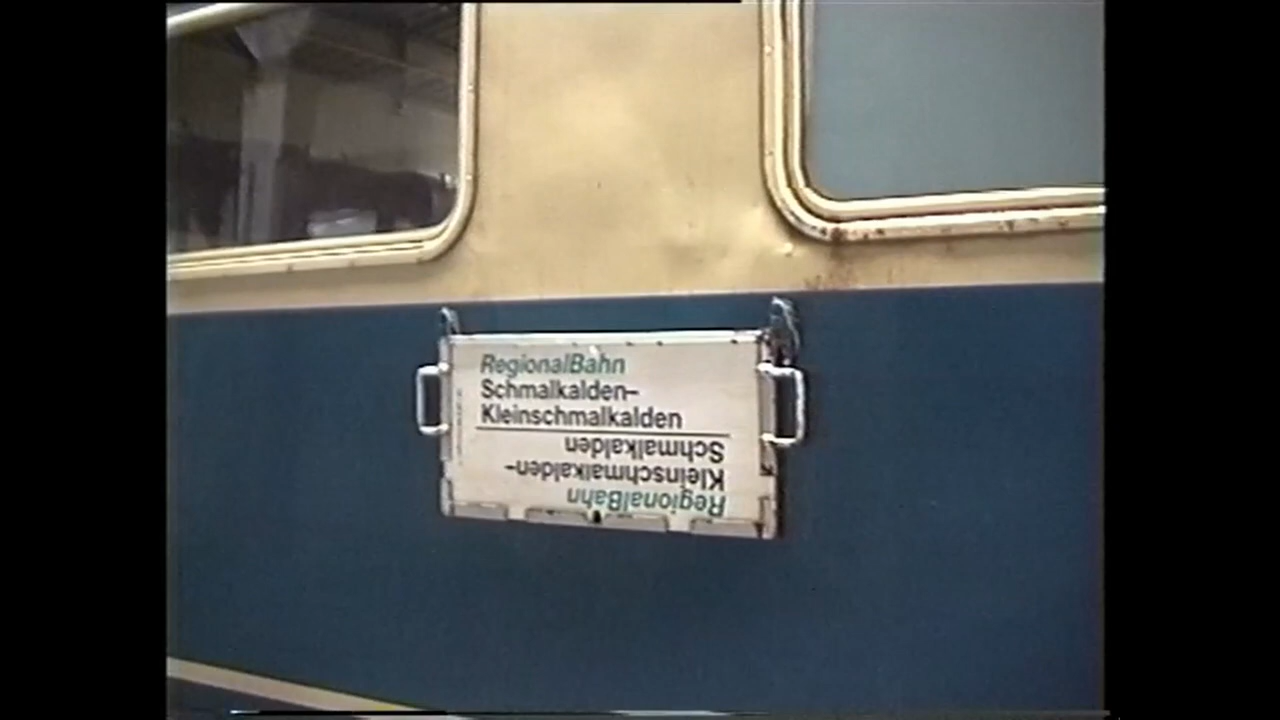 RegionalBahn
Schmalkalden–
Kleinschmalkalden
RegionalBahn
Kleinschmalkalden-
Schmalkalden